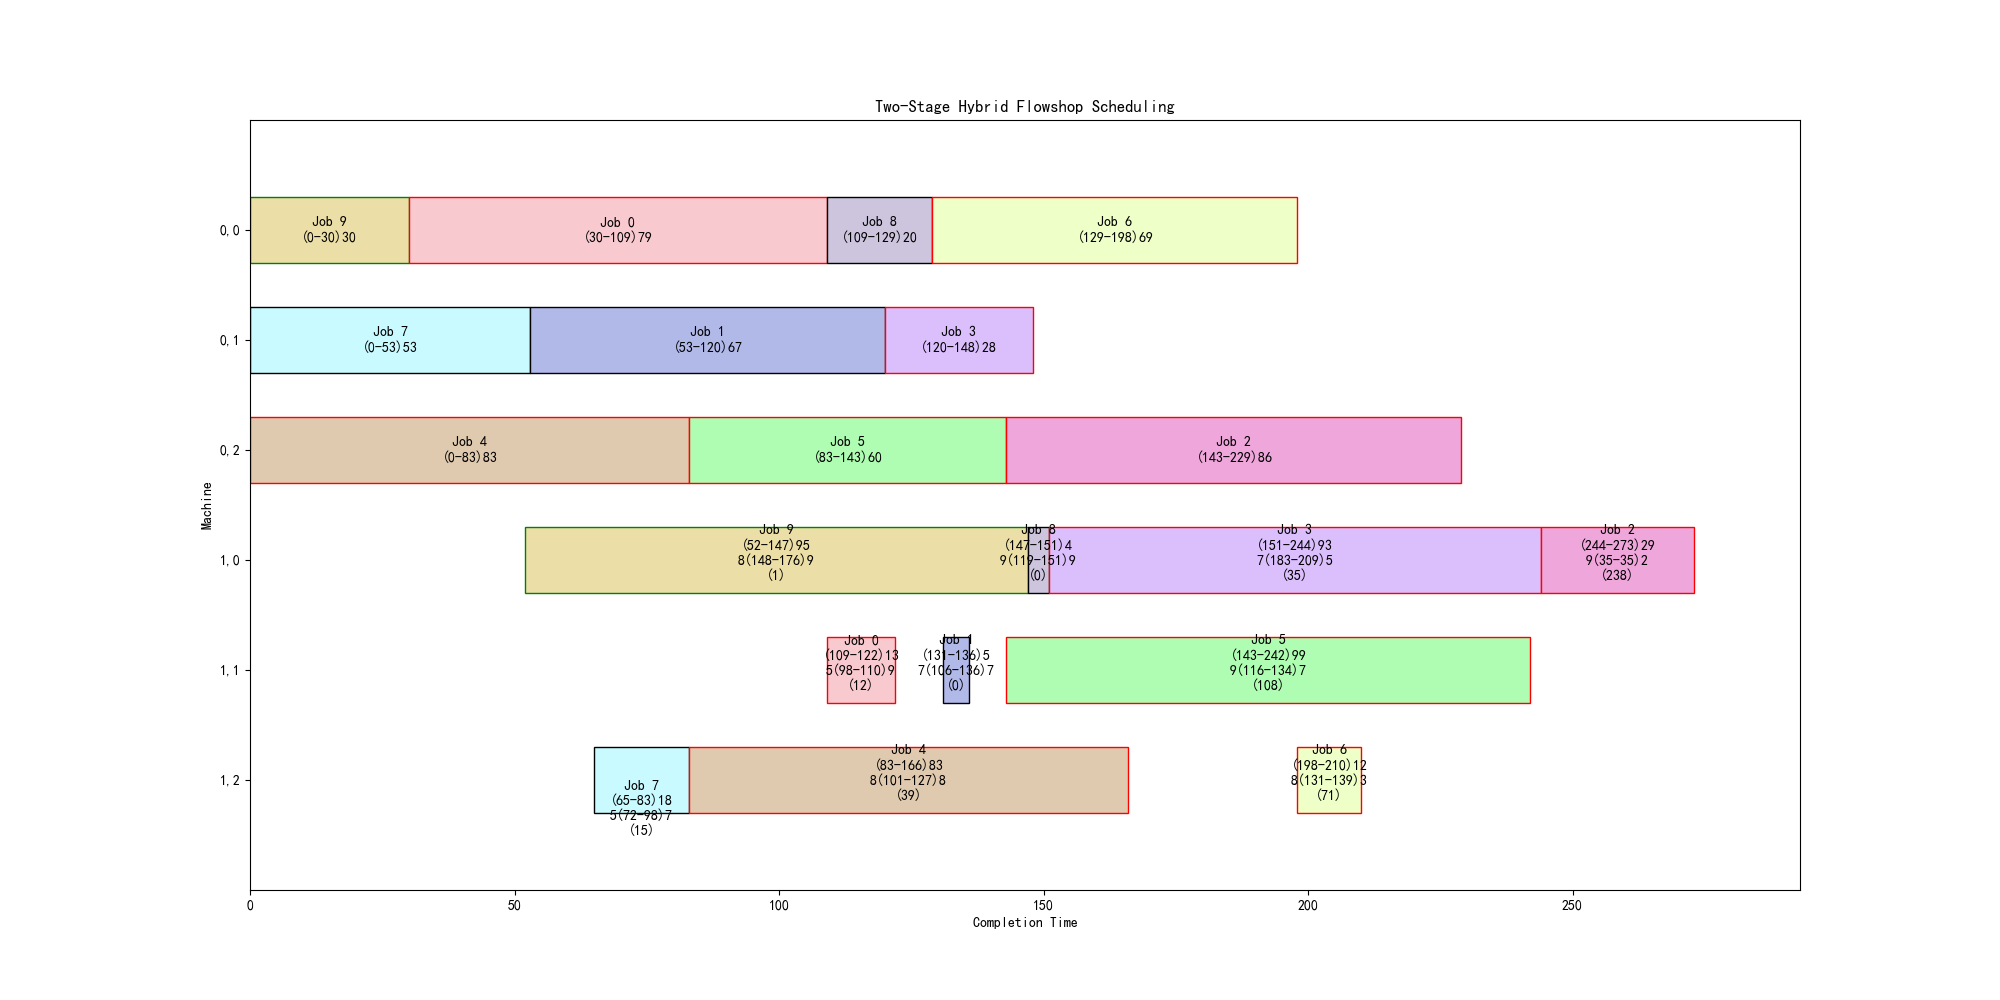 Two-Stage Hybrid Flowshop Scheduling
0,0
Job 9
(0-30)30
Job 0
(30-109)79
Job 8
(109-129)20
Job 6
(129-198)69
0,1
Job 7
(0-53)53
Job 1
(53-120)67
Job 3
(120-148)28
0,2
Job 4
(0-83)83
Job 5
(83-143)60
Job 2
(143-229)86
Machine
1,0
Job 9
(52-147)95
8(148-176)9
(1)
Job 8
(147-151)4
9(119-151)9
(0)
Job 3
(151-244)93
7(183-209)5
(35)
Job 2
(244-273)29
9(35-35)2
(238)
1,1
Job 0
(109-122)13
5(98-110)9
(12)
Job 1
(131-136)5
7(106-136)7
(0)
Job 5
(143-242)99
9(116-134)7
(108)
1,2
Job 7
(65-83)18
5(72-98)7
(15)
Job 4
(83-166)83
8(101-127)8
(39)
Job 6
(198-210)12
8(131-139)3
(71)
0
50
100
150
200
250
Completion Time